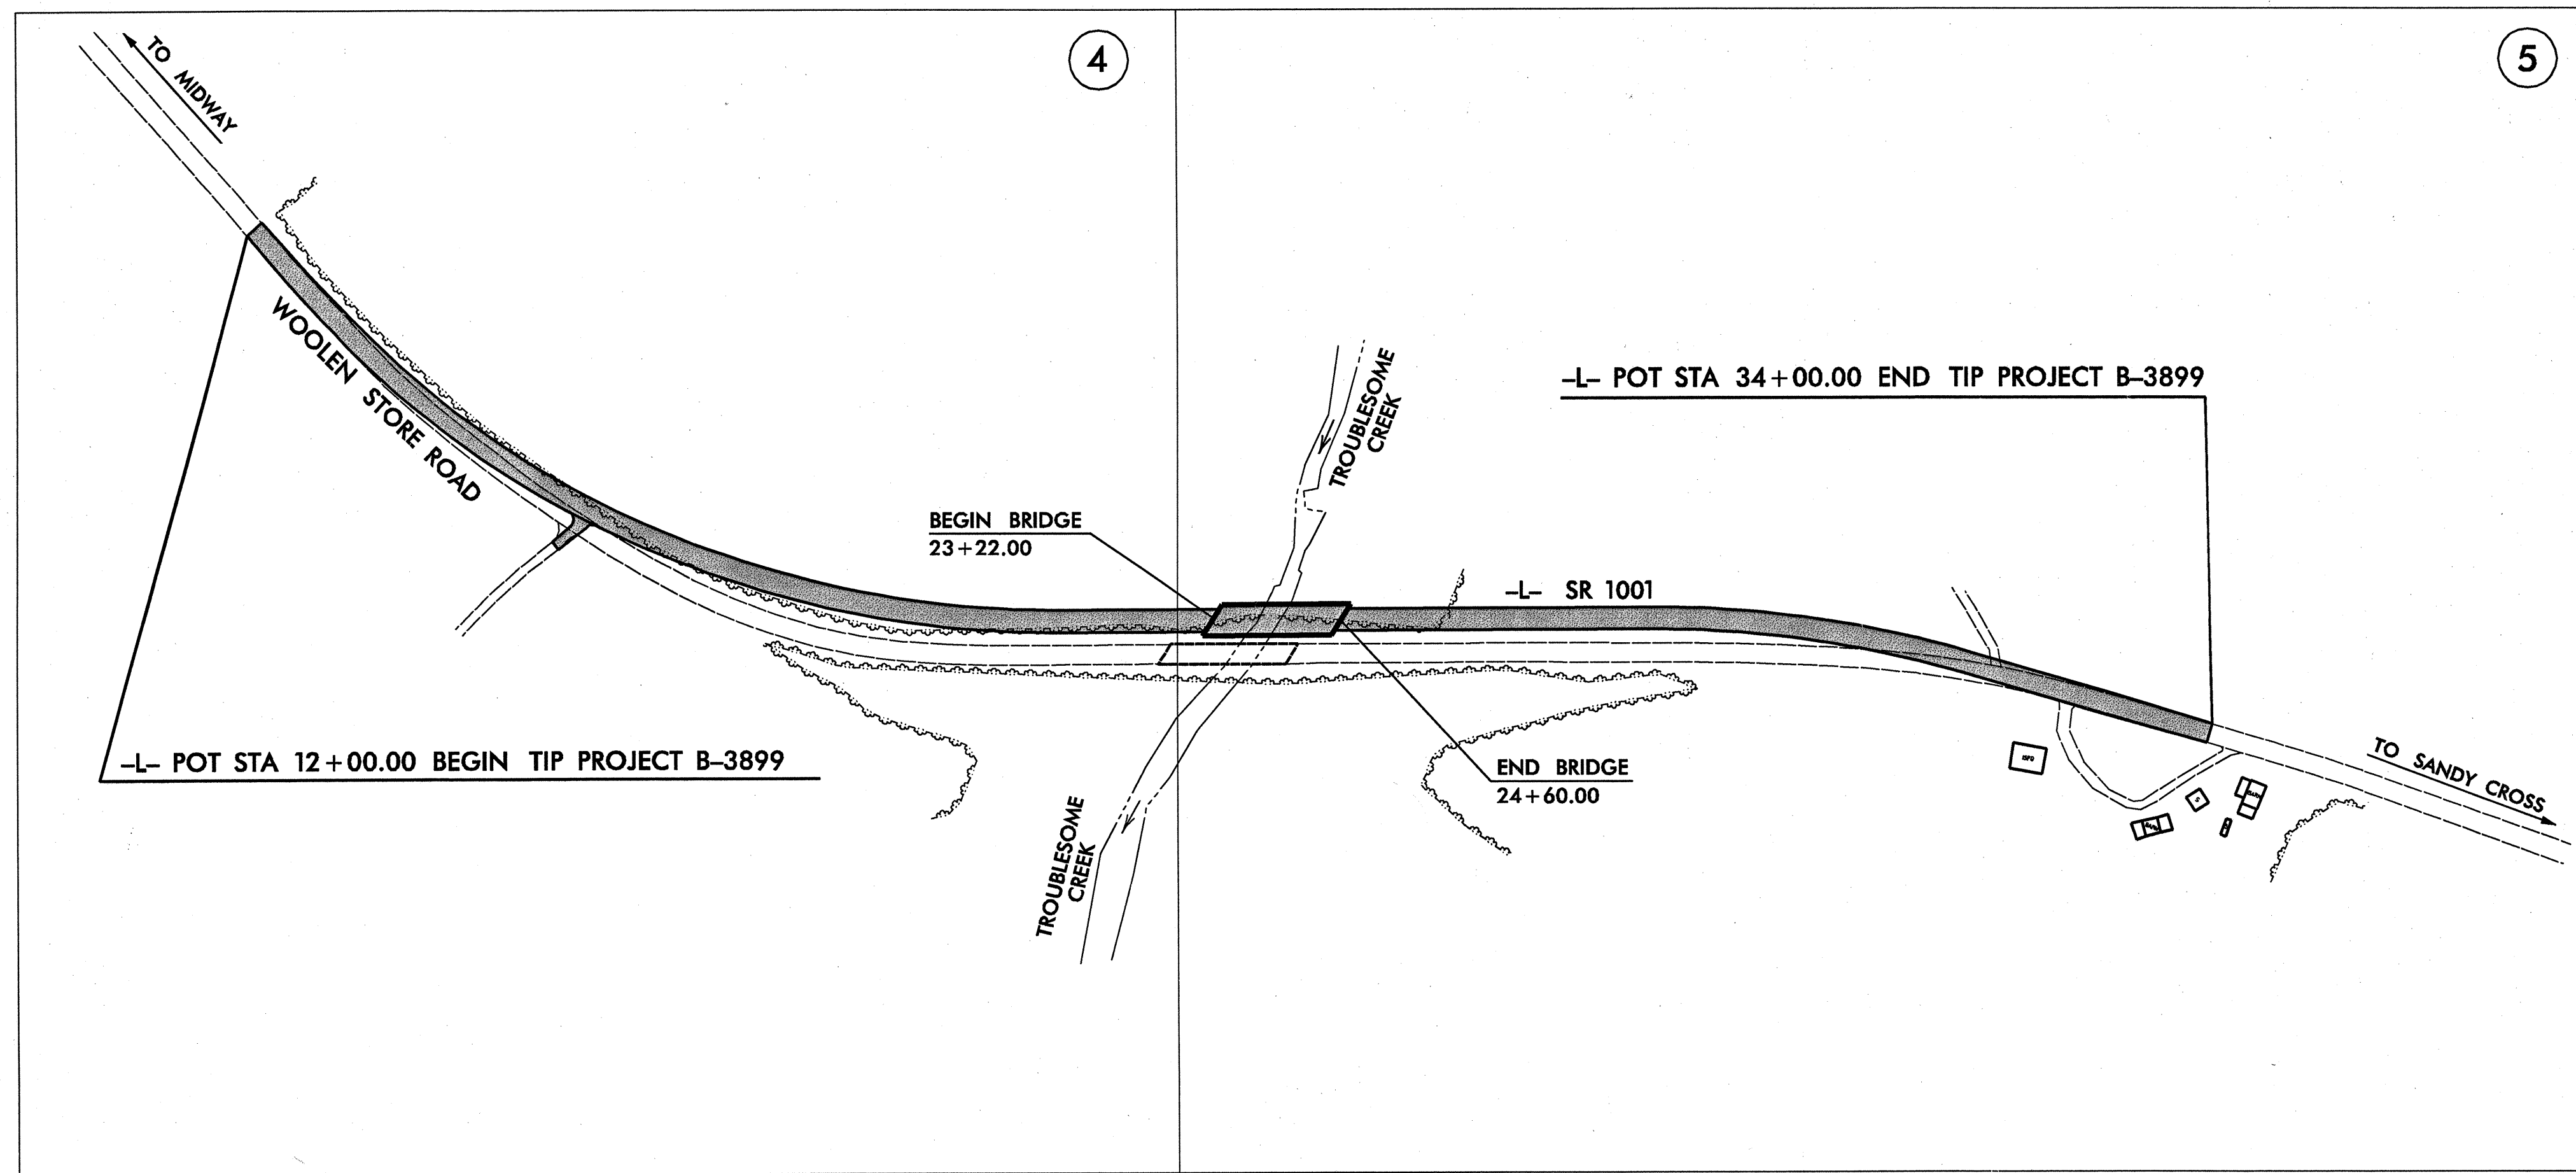 4
5
TO MIDWAY
WOOLEN STORE ROAD
TROUBLESOME
CREEK
–L– POT STA 34+00.00 END TIP PROJECT B–3899
BEGIN BRIDGE
23+22.00
–L– SR 1001
–L– POT STA 12+00.00 BEGIN TIP PROJECT B–3899
END BRIDGE
24+60.00
TO SANDY CROSS
TROUBLESOME
CREEK